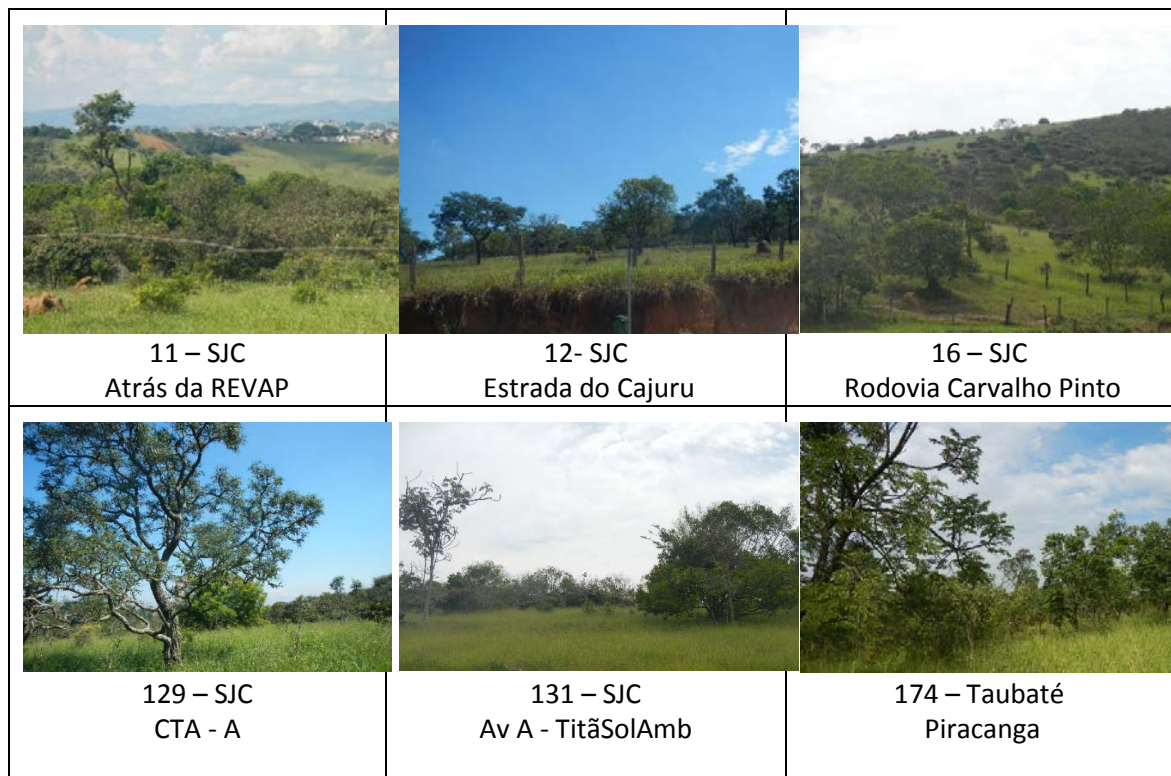 11 – SJC
Atrás da REVAP
12- SJC
Estrada do Cajuru
16 – SJC
Rodovia Carvalho Pinto
129 – SJC
CTA - A
131 – SJC
Av A - TitãSolAmb
174 – Taubaté
Piracanga